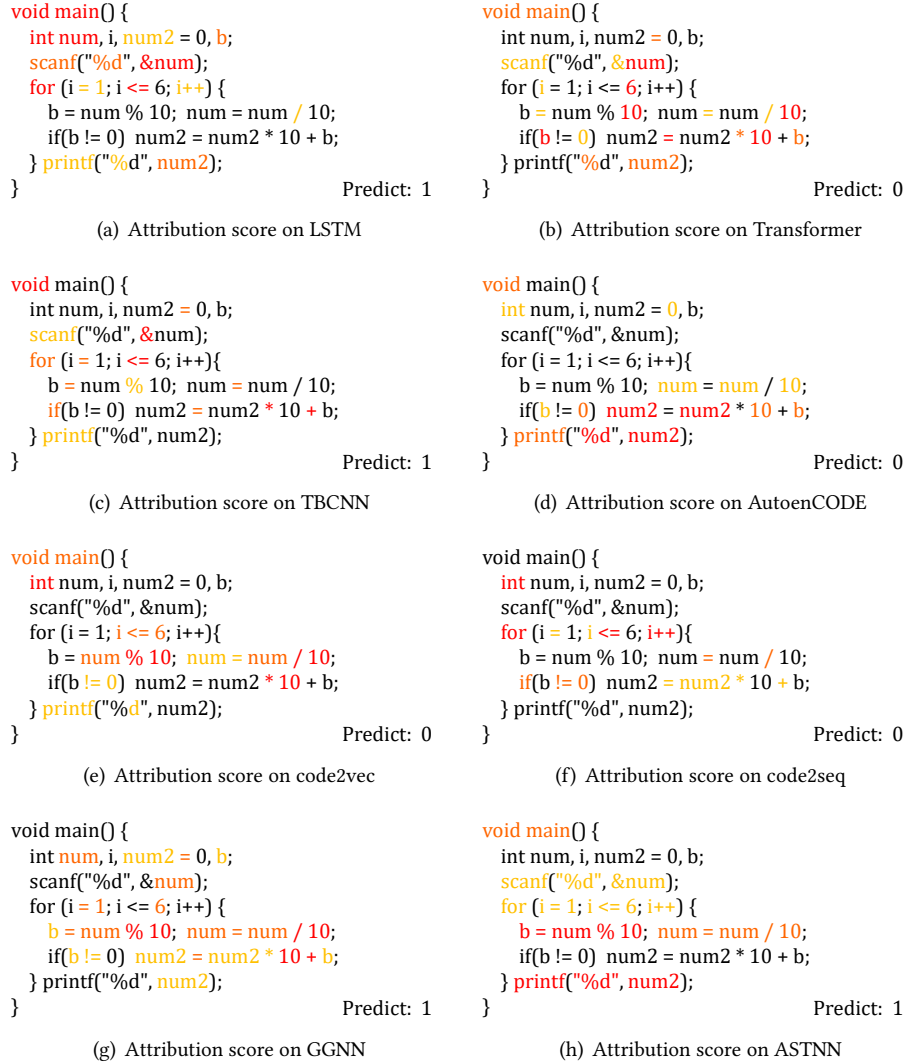 void main() {
int num, i, num2 = 0, b;
scanf("%d", &num);
for (i = 1; i <= 6; i++) {
b = num % 10; num = num / 10;
if(b != 0) num2 = num2 * 10 + b;
} printf("%d", num2);
}
Predict: 1
(a) Attribution score on LSTM
void main() {
int num, i, num2 = 0, b;
scanf("%d", &num);
for (i = 1; i <= 6; i++) {
b = num % 10; num = num / 10;
if(b != 0) num2 = num2 * 10 + b;
} printf("%d", num2);
}
Predict: 0
(b) Attribution score on Transformer
void main() {
int num, i, num2 = 0, b;
scanf("%d", &num);
for (i = 1; i <= 6; i++){
b = num % 10; num = num / 10;
if(b != 0) num2 = num2 * 10 + b;
} printf("%d", num2);
}
Predict: 1
(c) Attribution score on TBCNN
void main() {
int num, i, num2 = 0, b;
scanf("%d", &num);
for (i = 1; i <= 6; i++){
b = num % 10; num = num / 10;
if(b != 0) num2 = num2 * 10 + b;
} printf("%d", num2);
}
Predict: 0
(d) Attribution score on AutoenCODE
void main() {
int num, i, num2 = 0, b;
scanf("%d", &num);
for (i = 1; i <= 6; i++){
b = num % 10; num = num / 10;
if(b != 0) num2 = num2 * 10 + b;
} printf("%d", num2);
}
Predict: 0
(e) Attribution score on code2vec
void main() {
int num, i, num2 = 0, b;
scanf("%d", &num);
for (i = 1; i <= 6; i++){
b = num % 10; num = num / 10;
if(b != 0) num2 = num2 * 10 + b;
} printf("%d", num2);
}
Predict: 0
(f) Attribution score on code2seq
void main() {
int num, i, num2 = 0, b;
scanf("%d", &num);
for (i = 1; i <= 6; i++) {
b = num % 10; num = num / 10;
if(b != 0) num2 = num2 * 10 + b;
} printf("%d", num2);
}
Predict: 1
(g) Attribution score on GGNN
void main() {
int num, i, num2 = 0, b;
scanf("%d", &num);
for (i = 1; i <= 6; i++) {
b = num % 10; num = num / 10;
if(b != 0) num2 = num2 * 10 + b;
} printf("%d", num2);
}
Predict: 1
(h) Attribution score on ASTNN